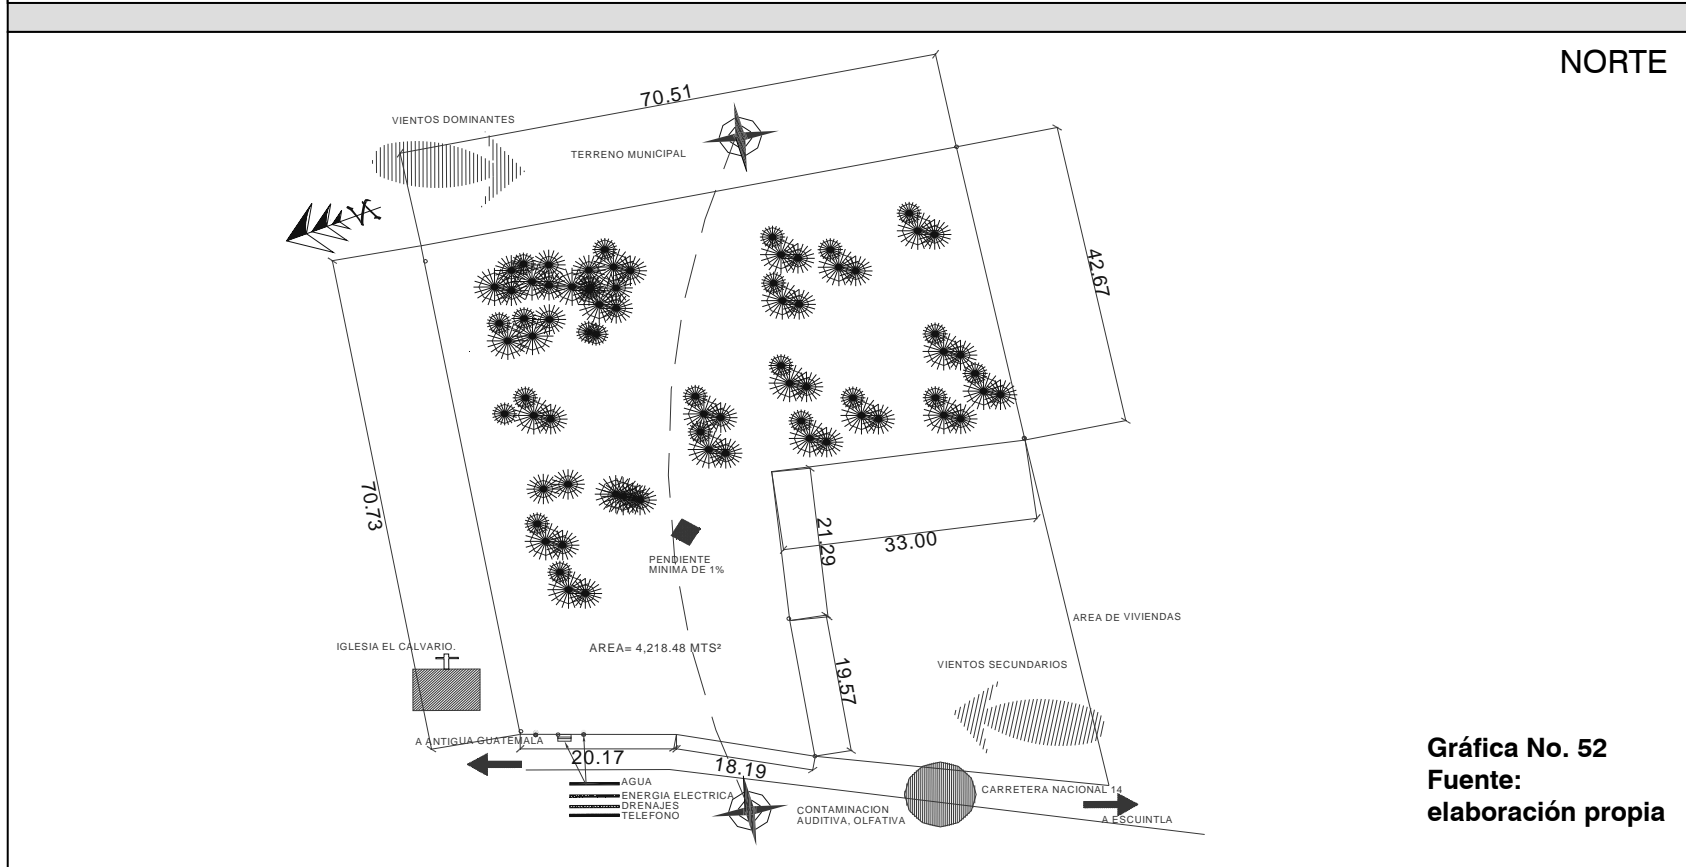 NORTE
70.51
VIENTOS DOMINANTES
TERRENO MUNICIPAL
N
42.67
70.73
21.29
33.00
PENDIENTE
MINIMA DE 1%
AREA DE VIVIENDAS
IGLESIA EL CALVARIO.
AREA= 4,218.48 MTS²
VIENTOS SECUNDARIOS
19.57
A ANTIGUA GUATEMALA
20.17
18.19
AGUA
ENERGIA ELECTRICA
DRENAJES
TELEFONO
CONTAMINACION
AUDITIVA, OLFATIVA
CARRETERA NACIONAL 14
A ESCUINTLA
Gráfica No. 52
Fuente:
elaboración propia